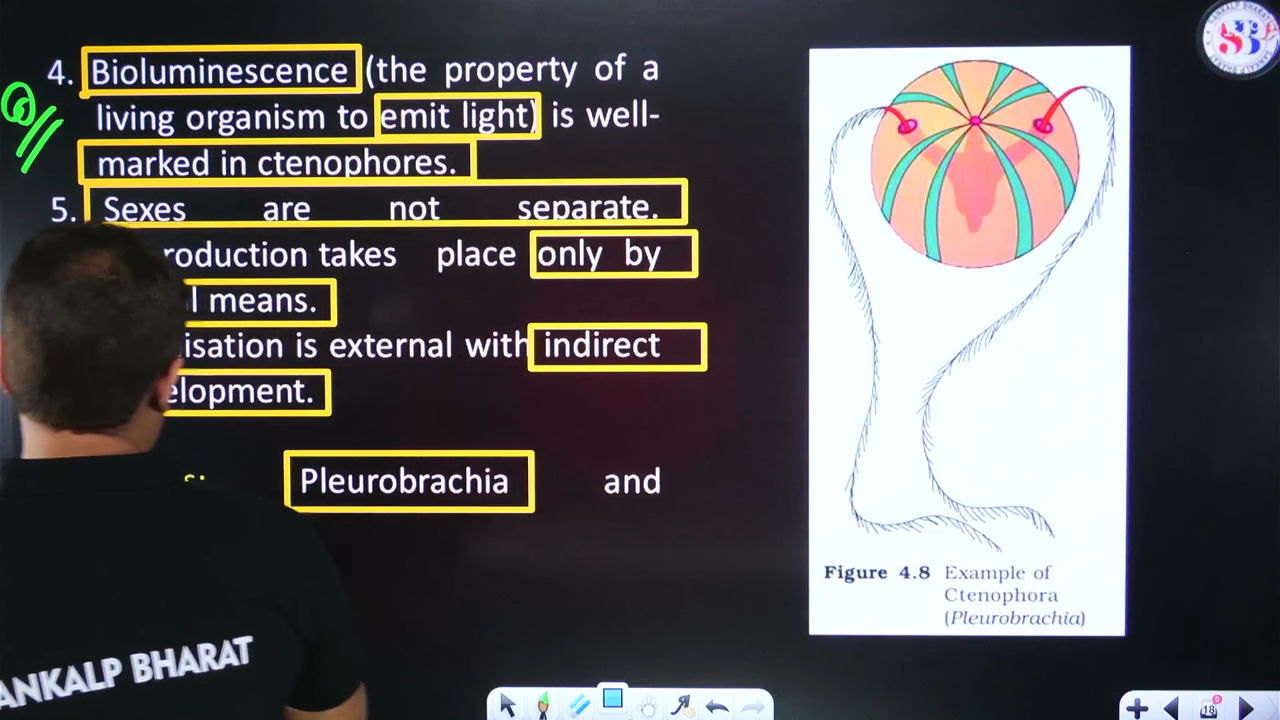 4. Bioluminescence (the property of a
living organism to emit light) is well-
marked in ctenophores.
5. Sexes are not separate.
roduction takes place only by
l means.
isation is external with indirect
elopment.
s: Pleurobrachia and
ANKALP BHARAT
Figure 4.8 Example of
Ctenophora
(Pleurobrachia)
18